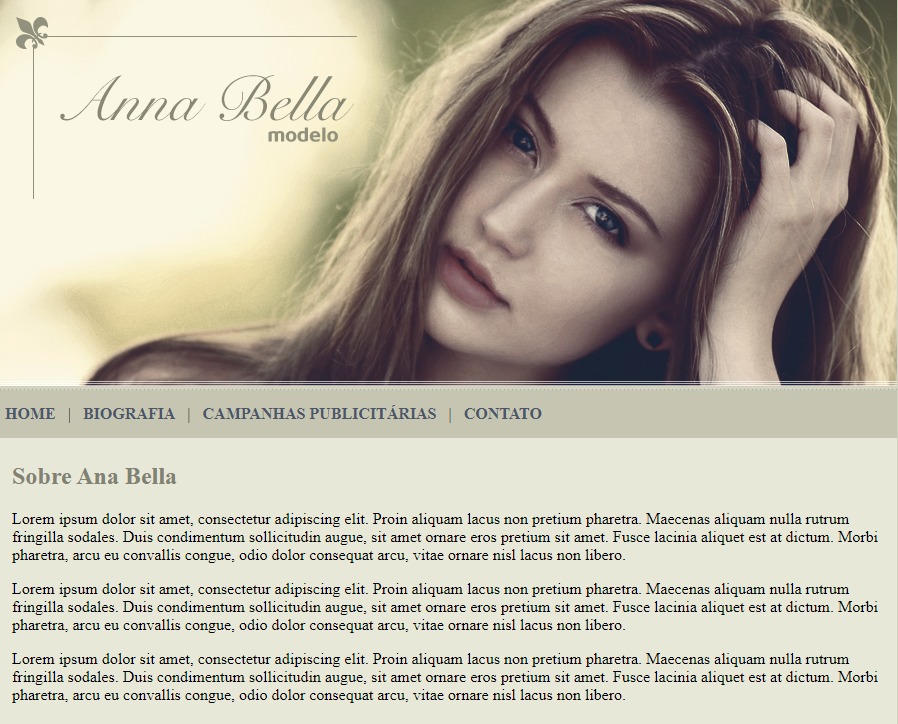 Anna Bella
modelo
HOME | BIOGRAFIA | CAMPANHAS PUBLICITÁRIAS | CONTATO
Sobre Ana Bella
Lorem ipsum dolor sit amet, consectetur adipiscing elit. Proin aliquam lacus non pretium pharetra. Maecenas aliquam nulla rutrum
fringilla sodales. Duis condimentum sollicitudin augue, sit amet ornare eros pretium sit amet. Fusce lacinia aliquet est at dictum. Morbi
pharetra, arcu eu convallis congue, odio dolor consequat arcu, vitae ornare nisl lacus non libero.
Lorem ipsum dolor sit amet, consectetur adipiscing elit. Proin aliquam lacus non pretium pharetra. Maecenas aliquam nulla rutrum
fringilla sodales. Duis condimentum sollicitudin augue, sit amet ornare eros pretium sit amet. Fusce lacinia aliquet est at dictum. Morbi
pharetra, arcu eu convallis congue, odio dolor consequat arcu, vitae ornare nisl lacus non libero.
Lorem ipsum dolor sit amet, consectetur adipiscing elit. Proin aliquam lacus non pretium pharetra. Maecenas aliquam nulla rutrum
fringilla sodales. Duis condimentum sollicitudin augue, sit amet ornare eros pretium sit amet. Fusce lacinia aliquet est at dictum. Morbi
pharetra, arcu eu convallis congue, odio dolor consequat arcu, vitae ornare nisl lacus non libero.